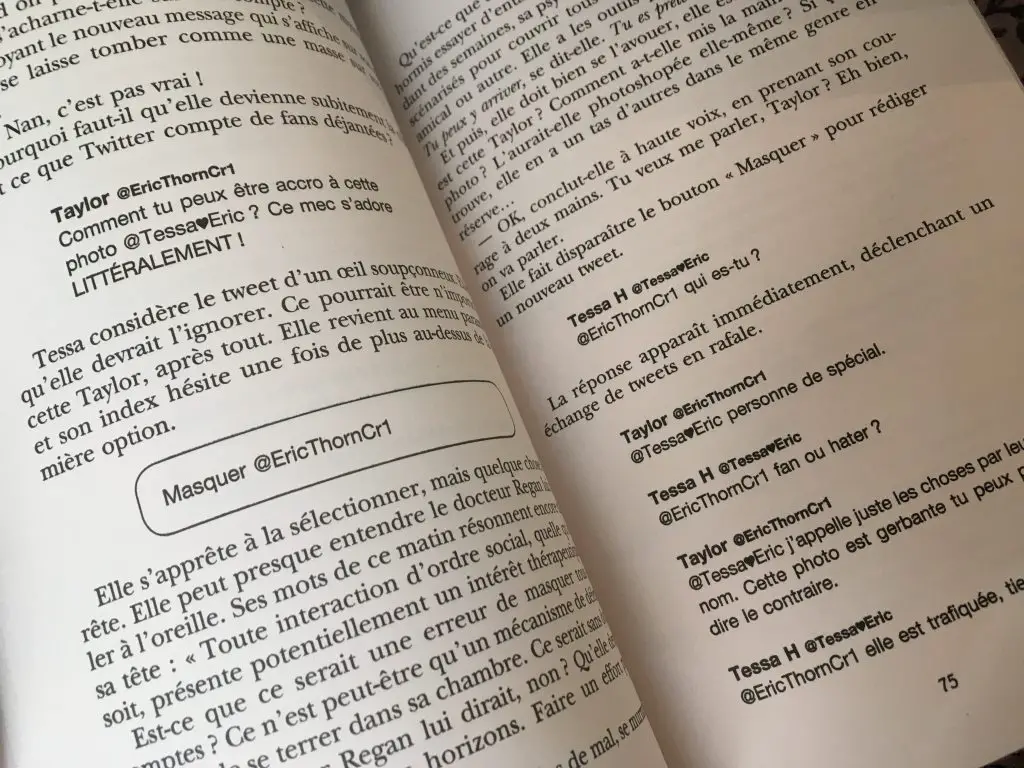 s'acharne-t-elle
voyant le nouveau message qui s'affiche sur
se laisse tomber comme une masse sur
Nan, c'est pas vrai !
Pourquoi faut-il qu'elle devienne subitement
ce que Twitter compte de fans déjantées ?
Taylor @EricThornCr1
Comment tu peux être accro à cette
photo @Tessa♥Eric ? Ce mec s'adore
LITTÉRALEMENT !
Tessa considère le tweet d'un œil soupçonneux
qu'elle devrait l'ignorer. Ce pourrait être n'impor
cette Taylor, après tout. Elle revient au menu
et son index hésite une fois de plus au-dessus de
mière option.
Masquer @EricThornCr1
Elle s'apprête à la sélectionner, mais quelque chose
rête. Elle peut presque entendre le docteur Regan
ler à l'oreille. Ses mots de ce matin résonnent encore
sa tête : « Toute interaction d'ordre social, quelle
soit, présente potentiellement un intérêt thérapeutique
Est-ce que ce serait une erreur de masquer tou
mptes ? Ce n'est peut-être qu'un mécanisme de
de se terrer dans sa chambre. Ce serait sans
Regan lui dirait, non ? Qu'elle
horizons. Faire un effort
de mal, se
Qu'est-ce que
hormis essayer d'ent
dant des semaines, sa psy
scénarisés pour couvrir tous
amical ou autre. Elle a les outils
Tu peux y arriver, se dit-elle. Tu es prête
Et puis, elle doit bien se l'avouer, elle es
est cette Taylor ? Comment a-t-elle mis la main
photo ? L'aurait-elle photoshopée elle-même ? Si
trouve, elle en a un tas d'autres dans le même genre en
réserve...
— OK, conclut-elle à haute voix, en prenant son cou-
rage à deux mains. Tu veux me parler, Taylor ? Eh bien,
on va parler.
Elle fait disparaître le bouton « Masquer » pour rédiger
un nouveau tweet.
Tessa H @Tessa♥Eric
@EricThornCr1 qui es-tu ?
La réponse apparaît immédiatement, déclenchant un
échange de tweets en rafale.
Taylor @EricThornCr1
@Tessa♥Eric personne de spécial.
Tessa H @Tessa♥Eric
@EricThornCr1 fan ou hater ?
Taylor @EricThornCr1
@Tessa♥Eric j'appelle juste les choses par leu
nom. Cette photo est gerbante tu peux p
dire le contraire.
Tessa H @Tessa♥Eric
@EricThornCr1 elle est trafiquée, tie
75